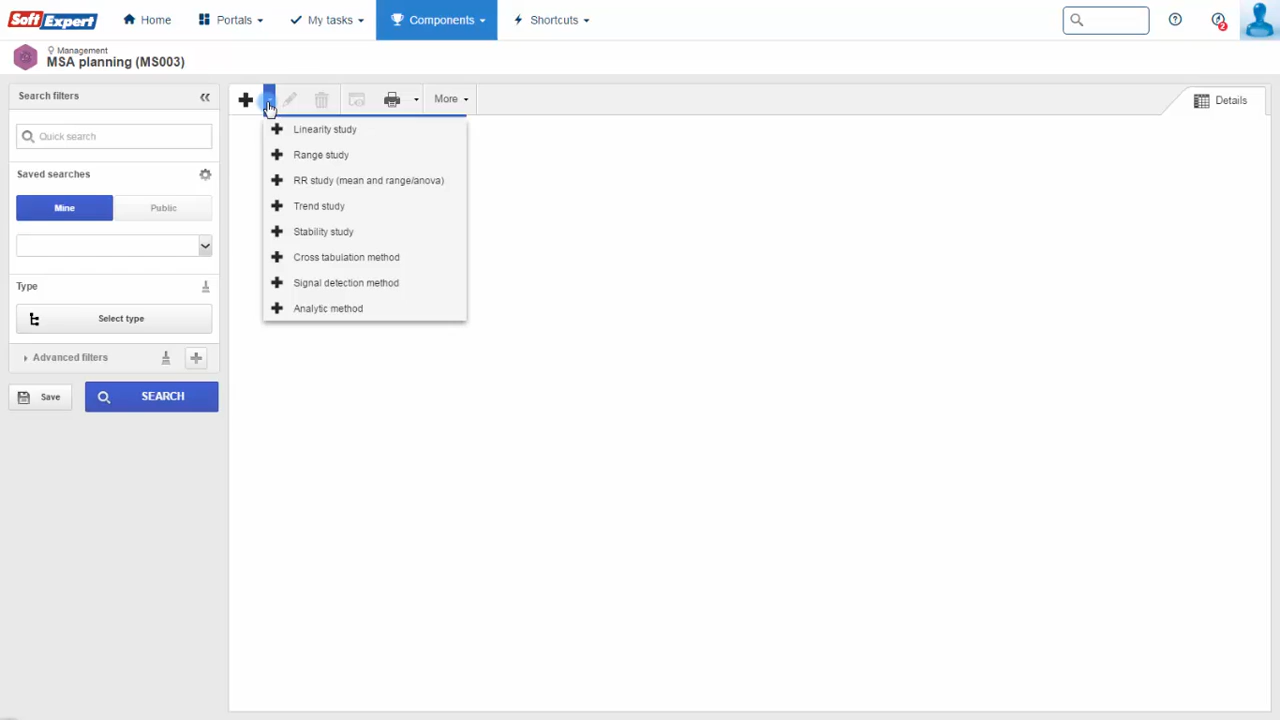 SoftExpert
Home
Portals
My tasks
Components
Shortcuts
2
Management
MSA planning (MS003)
Search filters
Quick search
Saved searches
Mine
Public
Type
Select type
Advanced filters
Save
SEARCH
More
Details
Linearity study
Range study
RR study (mean and range/anova)
Trend study
Stability study
Cross tabulation method
Signal detection method
Analytic method